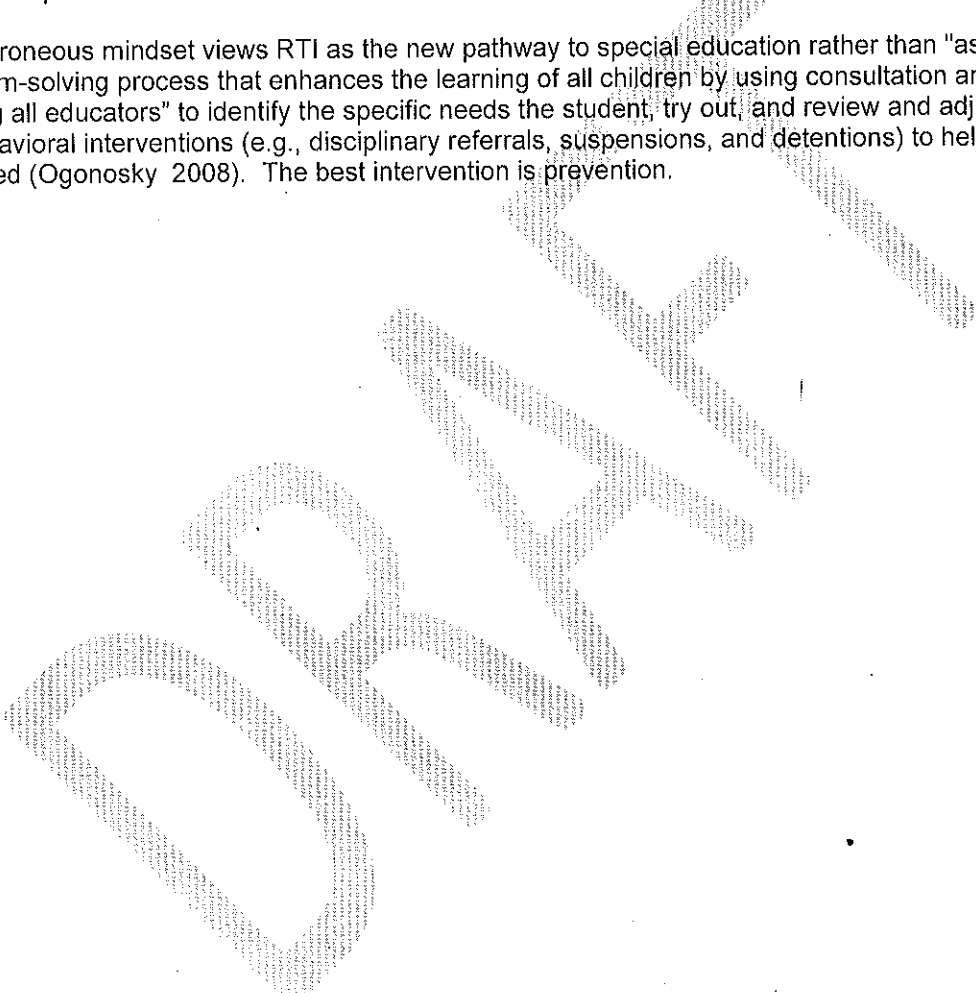 roneous mindset views RTI as the new pathway to special education rather than "as
m-solving process that enhances the learning of all children by using consultation an
g all educators" to identify the specific needs the student, try out, and review and adj
avioral interventions (e.g., disciplinary referrals, suspensions, and detentions) to hel
ed (Ogonosky 2008). The best intervention is prevention.
DRAFT